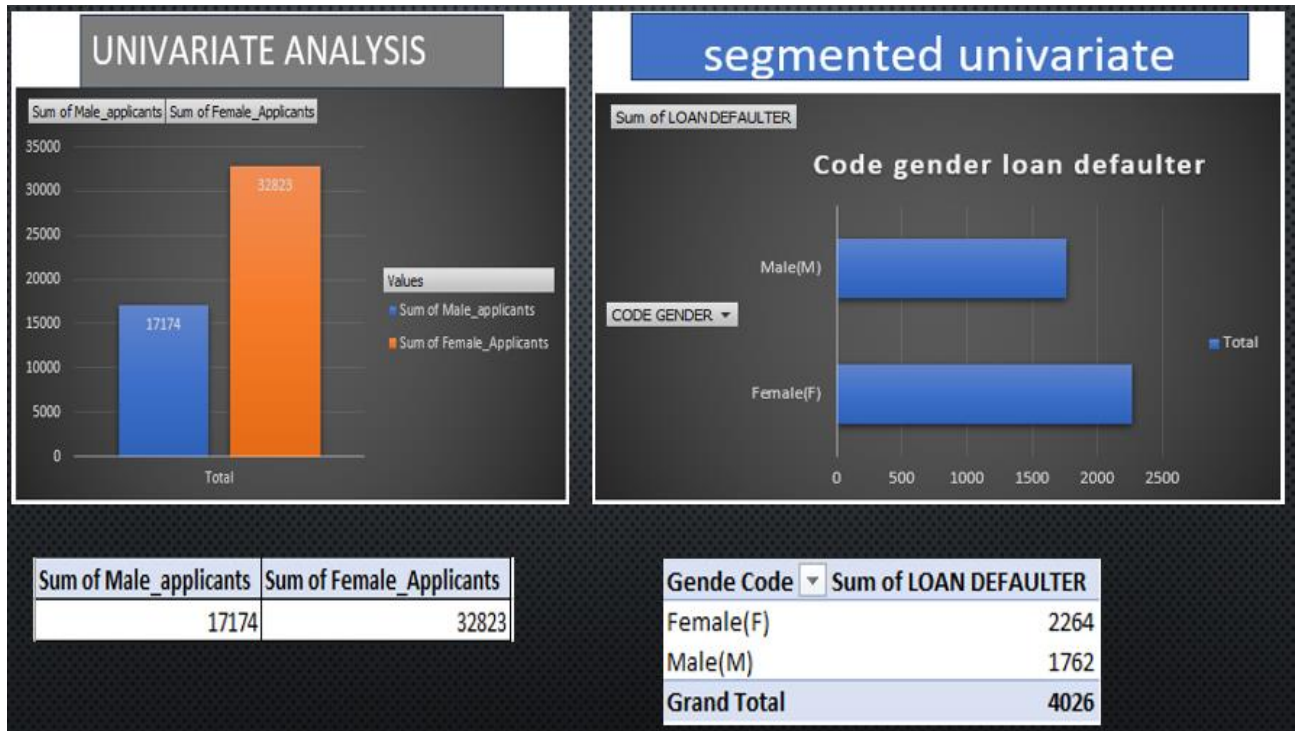 UNIVARIATE ANALYSIS
Sum of Male_applicants Sum of Female_Applicants
35000
30000
25000
20000
15000
10000
5000
0
17174
32823
Total
Values
Sum of Male_applicants
Sum of Female_Applicants
segmented univariate
Sum of LOAN DEFAULTER
Code gender loan defaulter
Male(M)
CODE GENDER
Female(F)
Total
0 500 1000 1500 2000 2500
Sum of Male_applicants Sum of Female_Applicants
17174 32823
Gende Code Sum of LOAN DEFAULTER
Female(F) 2264
Male(M) 1762
Grand Total 4026